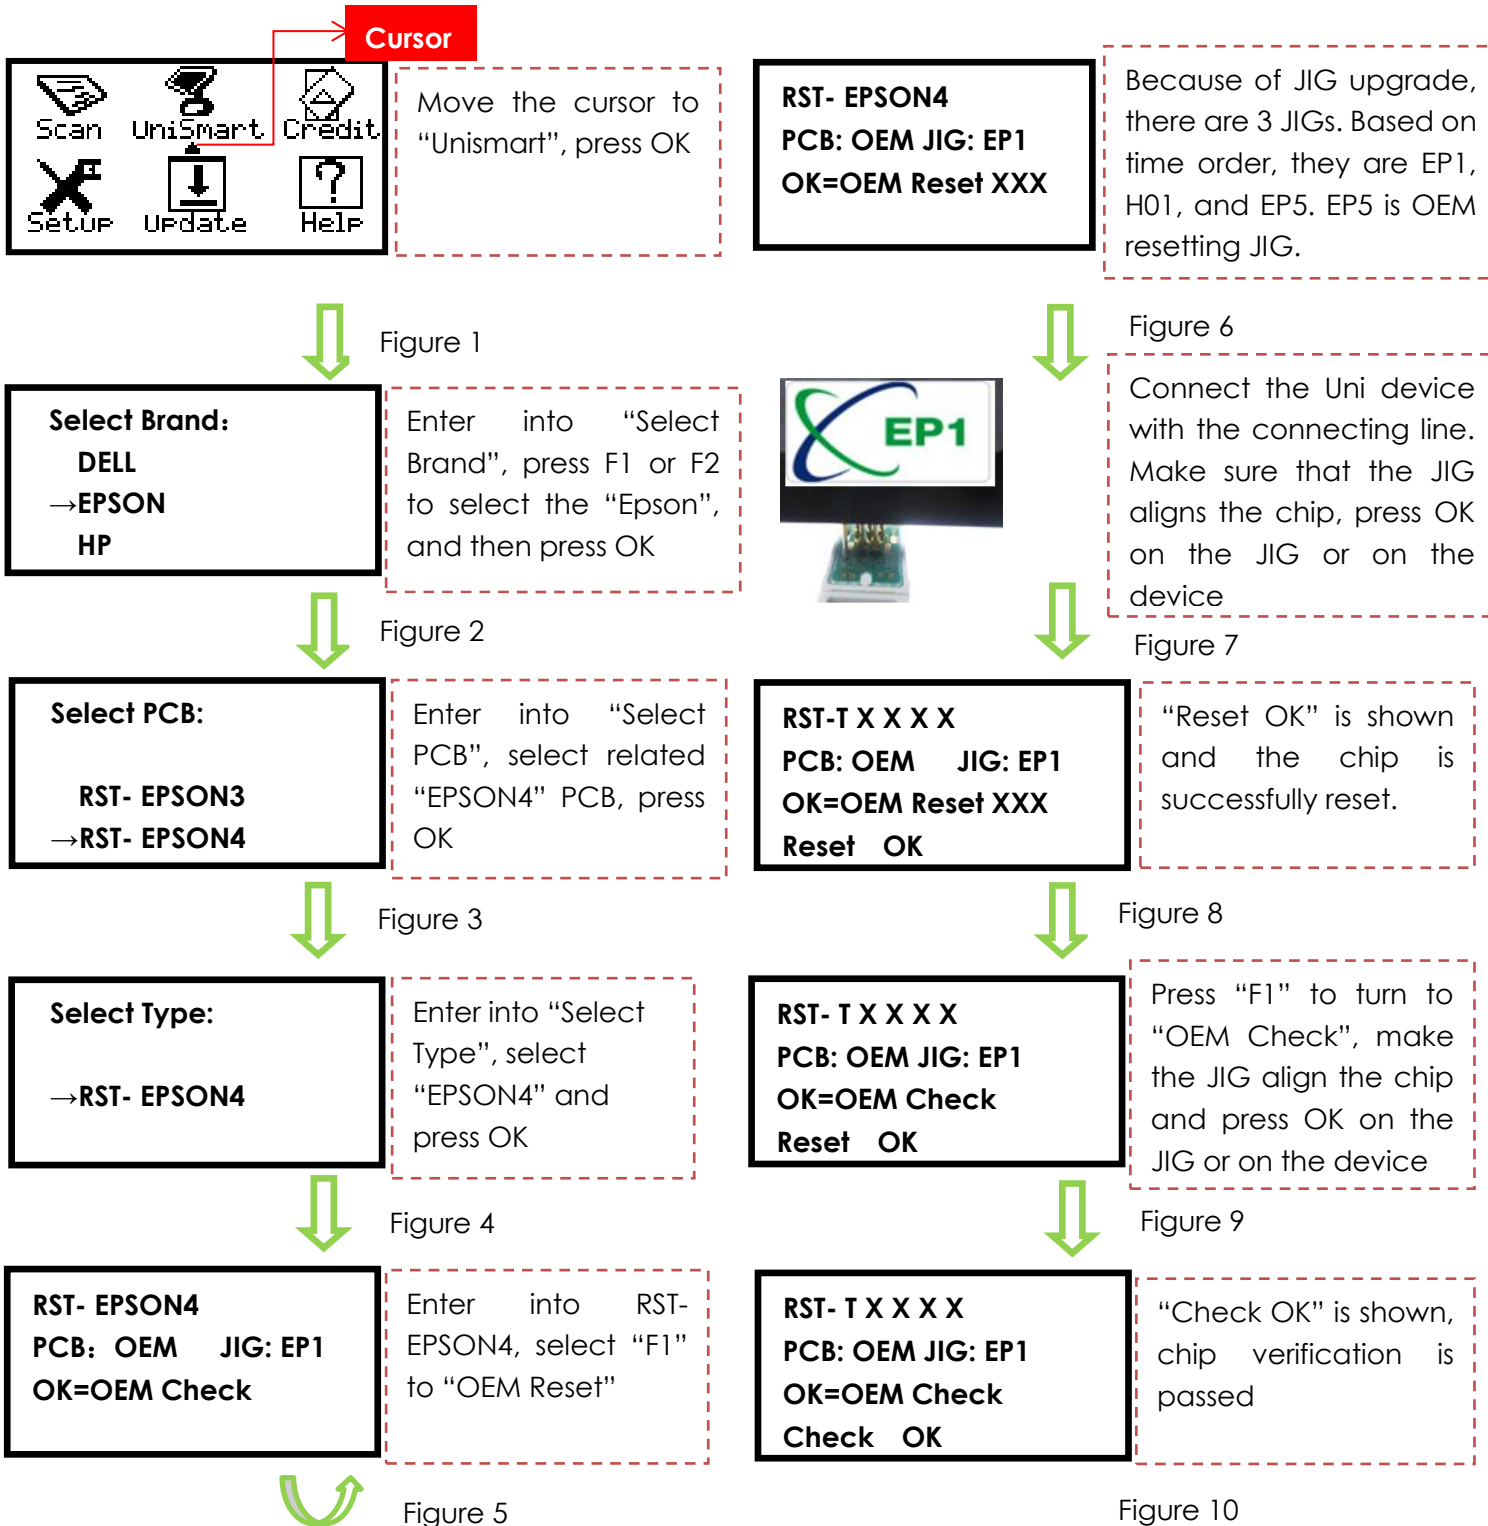 Cursor
Scan UniSmart Credit
Setup Update Help
Move the cursor to
“Unismart”, press OK
Figure 1
Select Brand：
DELL
→EPSON
HP
Enter into “Select
Brand”, press F1 or F2
to select the “Epson”,
and then press OK
Figure 2
Select PCB:
RST- EPSON3
→RST- EPSON4
Enter into “Select
PCB”, select related
“EPSON4” PCB, press
OK
Figure 3
Select Type:
→RST- EPSON4
Enter into “Select
Type”, select
“EPSON4” and
press OK
Figure 4
RST- EPSON4
PCB：OEM JIG: EP1
OK=OEM Check
Enter into RST-
EPSON4, select “F1”
to “OEM Reset”
Figure 5
RST- EPSON4
PCB: OEM JIG: EP1
OK=OEM Reset XXX
Because of JIG upgrade,
there are 3 JIGs. Based on
time order, they are EP1,
H01, and EP5. EP5 is OEM
resetting JIG.
Figure 6
EP1
Connect the Uni device
with the connecting line.
Make sure that the JIG
aligns the chip, press OK
on the JIG or on the
device
Figure 7
RST-T X X X X
PCB: OEM JIG: EP1
OK=OEM Reset XXX
Reset OK
“Reset OK” is shown
and the chip is
successfully reset.
Figure 8
RST- T X X X X
PCB: OEM JIG: EP1
OK=OEM Check
Reset OK
Press “F1” to turn to
“OEM Check”, make
the JIG align the chip
and press OK on the
JIG or on the device
Figure 9
RST- T X X X X
PCB: OEM JIG: EP1
OK=OEM Check
Check OK
“Check OK” is shown,
chip verification is
passed
Figure 10